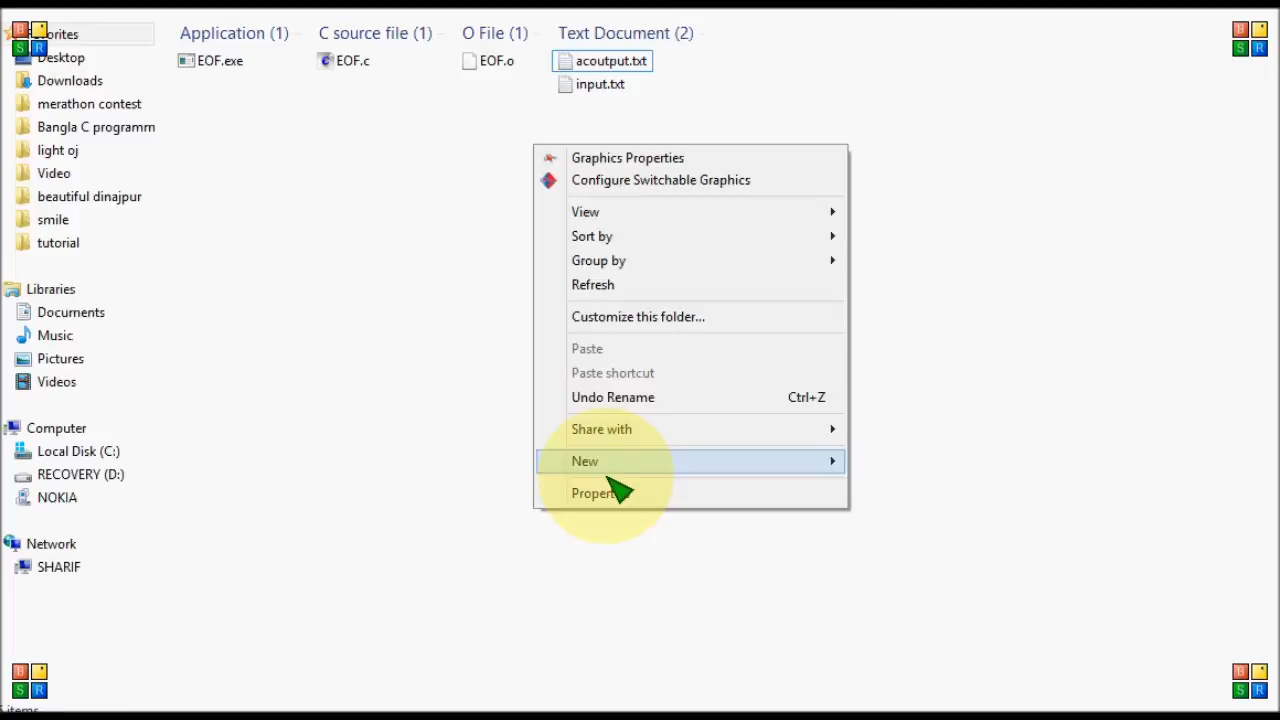 orites
Desktop
Downloads
merathon contest
Bangla C programm
light oj
Video
beautiful dinajpur
smile
tutorial
Libraries
Documents
Music
Pictures
Videos
Computer
Local Disk (C:)
RECOVERY (D:)
NOKIA
Network
SHARIF
Application (1)
EOF.exe
C source file (1)
EOF.c
O File (1)
EOF.o
Text Document (2)
acoutput.txt
input.txt
Graphics Properties
Configure Switchable Graphics
View
Sort by
Group by
Refresh
Customize this folder...
Paste
Paste shortcut
Undo Rename Ctrl+Z
Share with
New
Propert
items
B
S R
B
S R
B
S R
B
S R